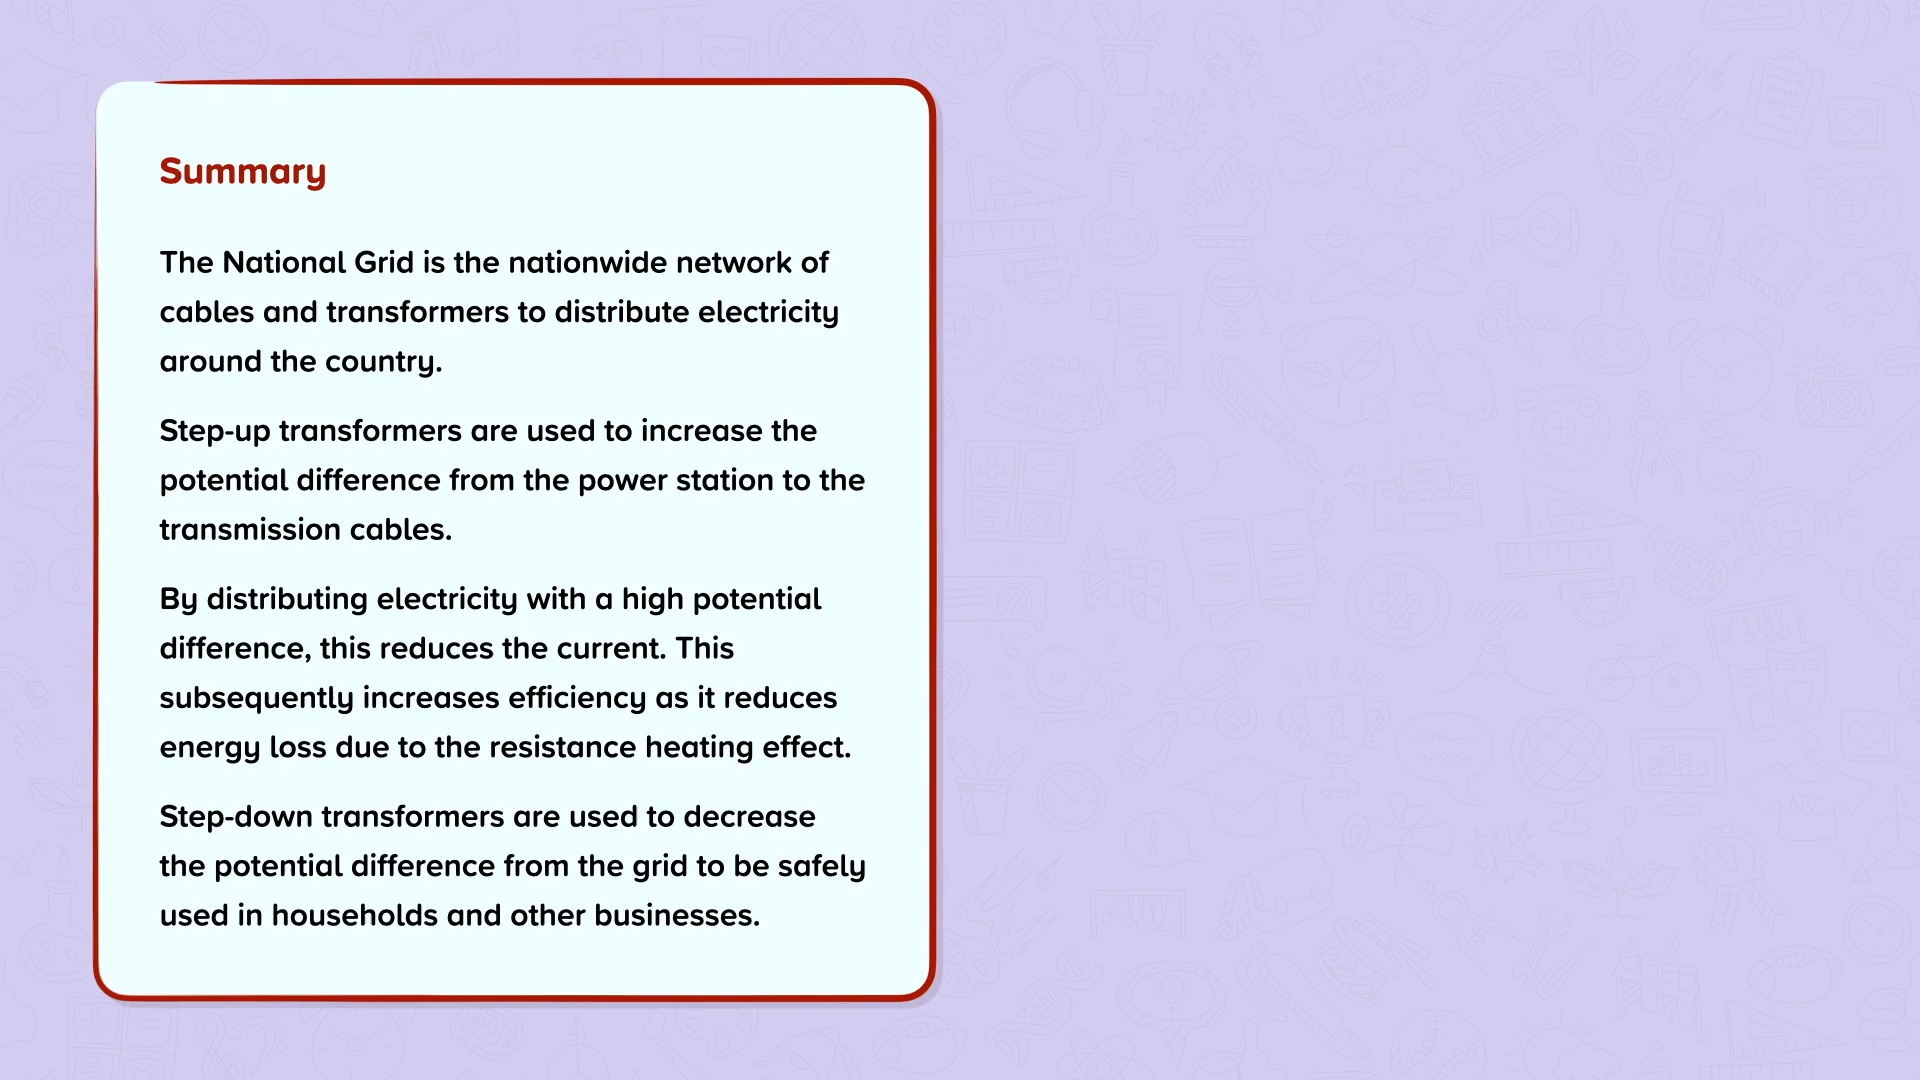 Summary
The National Grid is the nationwide network of
cables and transformers to distribute electricity
around the country.
Step-up transformers are used to increase the
potential difference from the power station to the
transmission cables.
By distributing electricity with a high potential
difference, this reduces the current. This
subsequently increases efficiency as it reduces
energy loss due to the resistance heating effect.
Step-down transformers are used to decrease
the potential difference from the grid to be safely
used in households and other businesses.